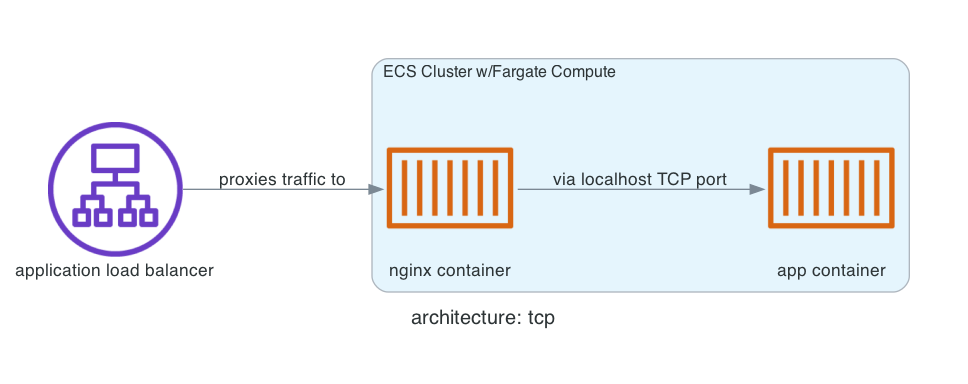 ECS Cluster w/Fargate Compute
proxies traffic to
via localhost TCP port
application load balancer
nginx container
app container
architecture: tcp